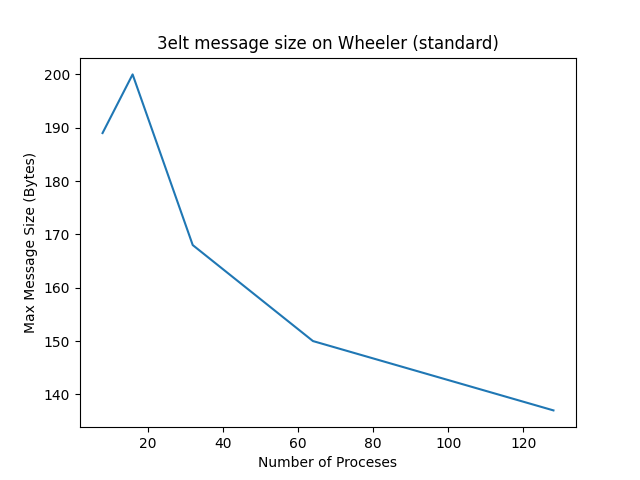 3elt message size on Wheeler (standard)
200
190
180
170
160
150
140
Max Message Size (Bytes)
20 40 60 80 100 120
Number of Proceses